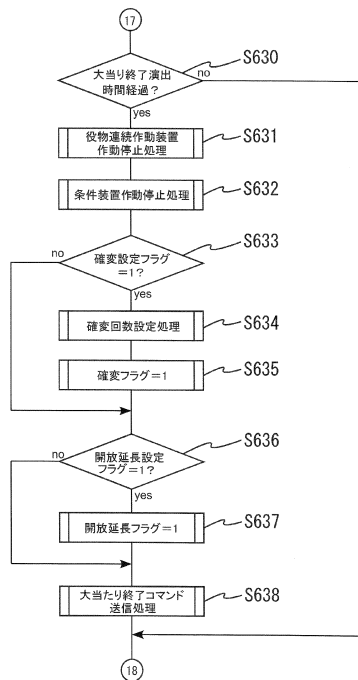 17
S630
大当り終了演出
時間経過？
no
yes
S631
役物連続作動装置
作動停止処理
S632
条件装置作動停止処理
S633
no
確変設定フラグ
＝1？
yes
S634
確変回数設定処理
S635
確変フラグ＝1
S636
no
開放延長設定
フラグ＝1？
yes
S637
開放延長フラグ＝1
S638
大当たり終了コマンド
送信処理
18